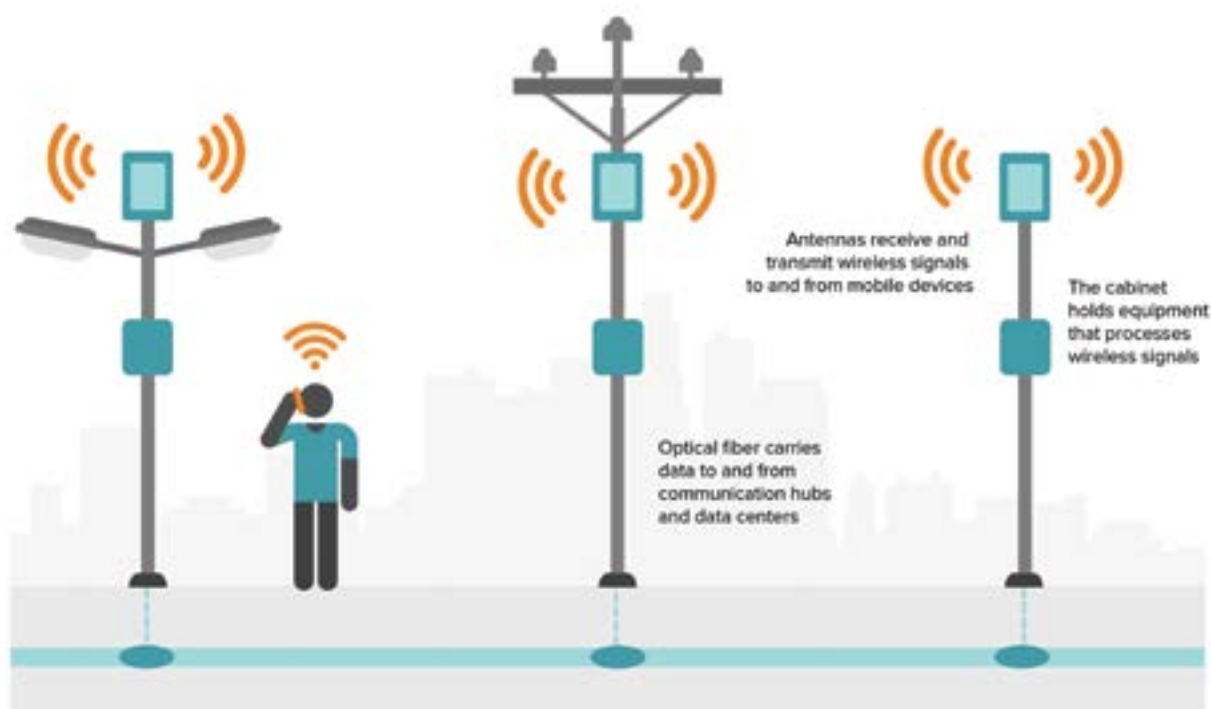 Antennas receive and
transmit wireless signals
to and from mobile devices
The cabinet
holds equipment
that processes
wireless signals
Optical fiber carries
data to and from
communication hubs
and data centers